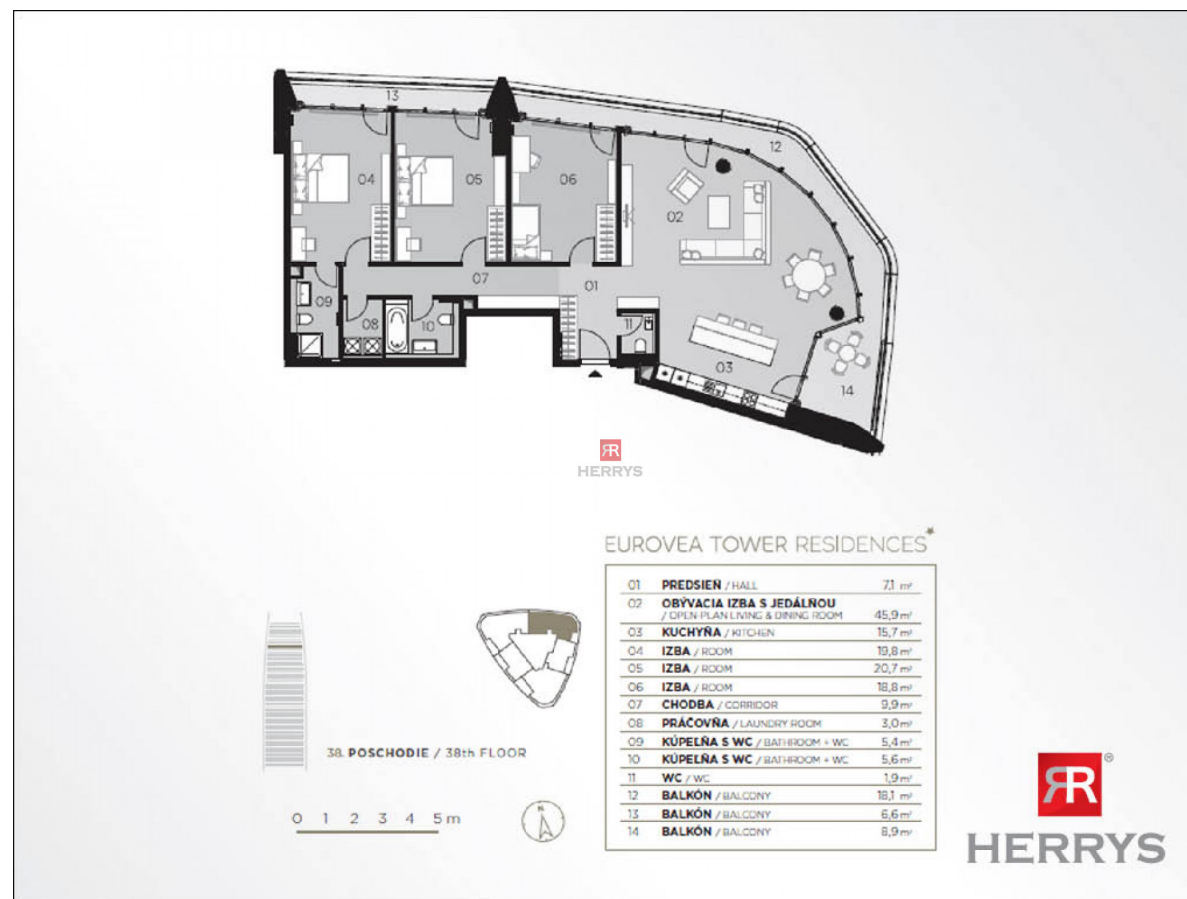 13
12
04
05
06
02
07
01
09
08
10
11
03
14
RR
HERRYS
EUROVEA TOWER RESIDENCES*
01 PREDSIEŇ / HALL 7,1 m²
02 OBÝVACIA IZBA S JEDÁLŇOU
/ OPEN-PLAN LIVING & DINING ROOM 45,9 m²
03 KUCHYŇA / KITCHEN 15,7 m²
04 IZBA / ROOM 19,8 m²
05 IZBA / ROOM 20,7 m²
06 IZBA / ROOM 18,8 m²
07 CHODBA / CORRIDOR 9,9 m²
08 PRÁČOVŇA / LAUNDRY ROOM 3,0 m²
09 KÚPEĽŇA S WC / BATHROOM + WC 5,4 m²
10 KÚPEĽŇA S WC / BATHROOM + WC 5,6 m²
11 WC / WC 1,9 m²
12 BALKÓN / BALCONY 18,1 m²
13 BALKÓN / BALCONY 6,6 m²
14 BALKÓN / BALCONY 8,9 m²
38. POSCHODIE / 38th FLOOR
0 1 2 3 4 5 m
N
RR®
HERRYS